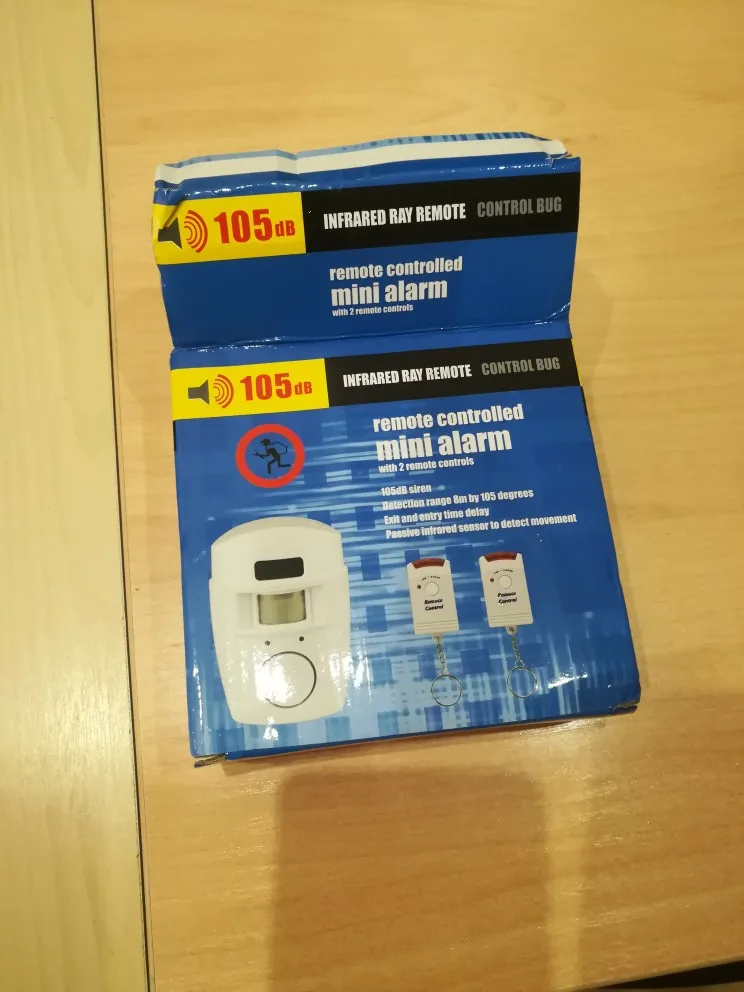 105dB INFRARED RAY REMOTE CONTROL BUG
remote controlled
mini alarm
with 2 remote controls
105dB INFRARED RAY REMOTE CONTROL BUG
remote controlled
mini alarm
with 2 remote controls
105dB siren
Detection range 8m by 105 degrees
Exit and entry time delay
Passive infrared sensor to detect movement
Remote
Control
Remote
Control